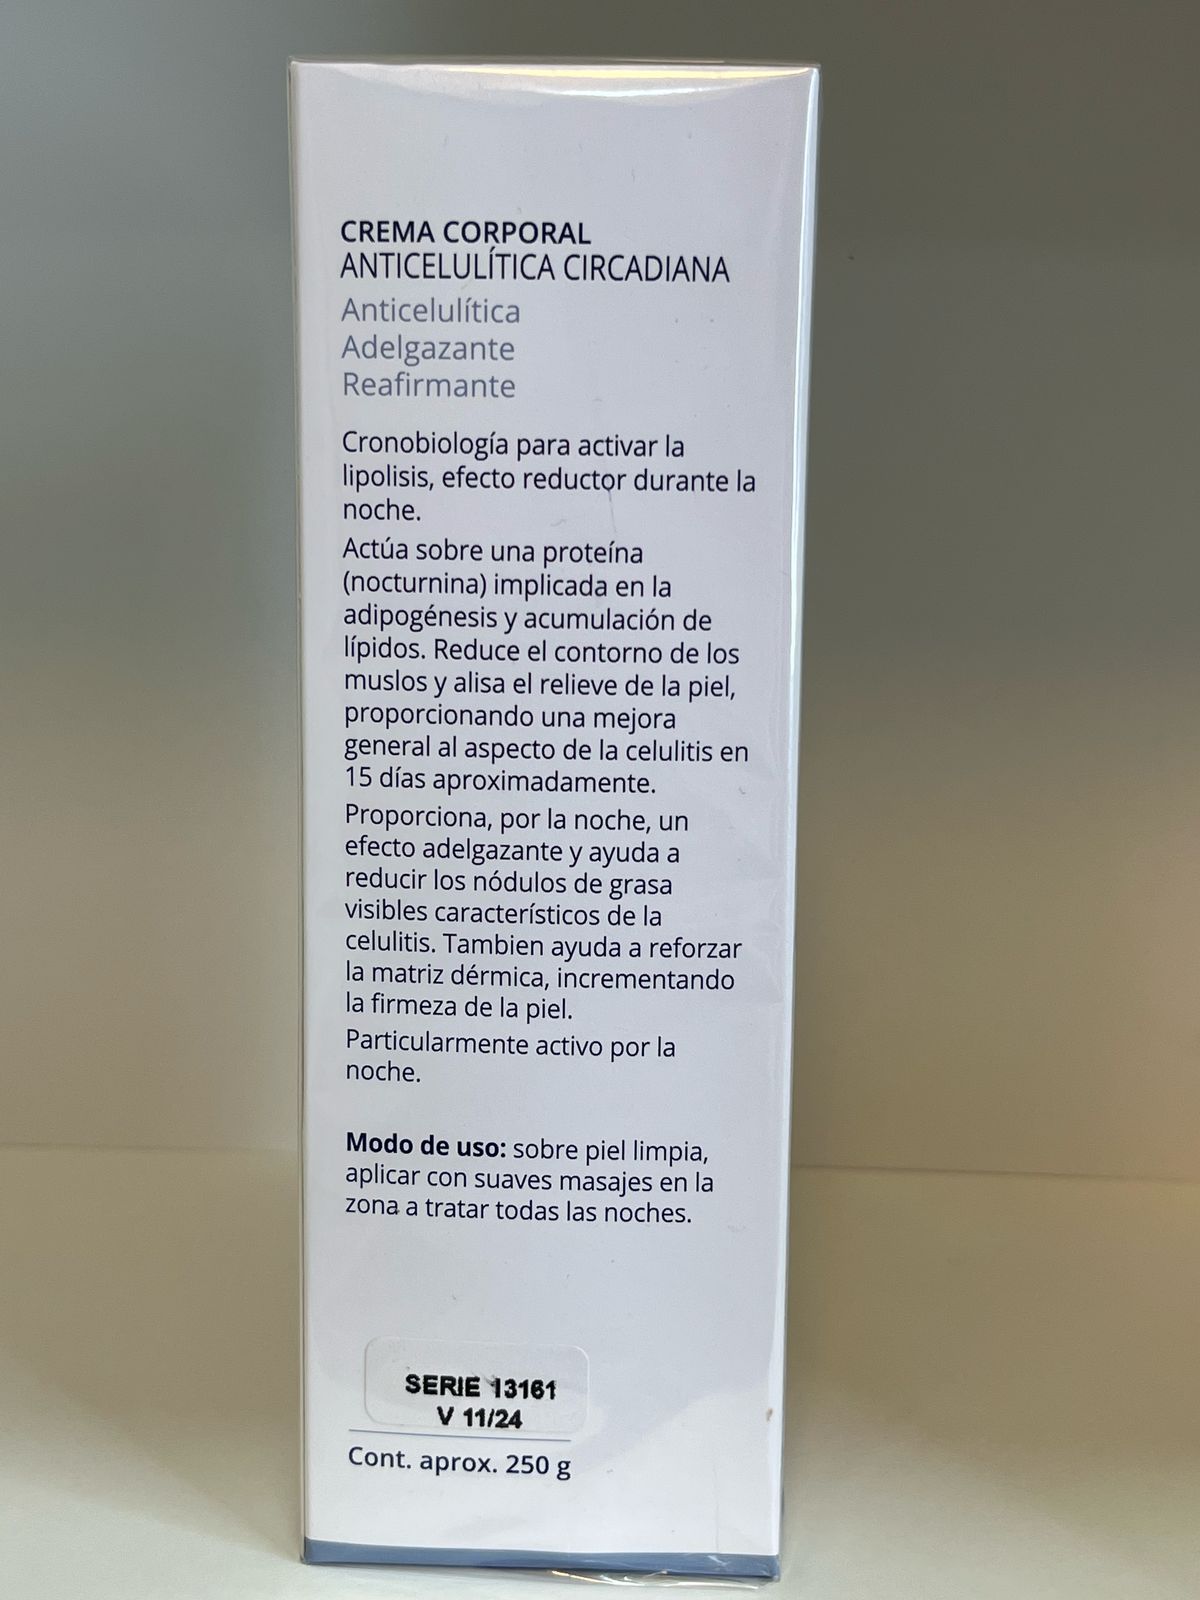 CREMA CORPORAL
ANTICELULÍTICA CIRCADIANA
Anticelulítica
Adelgazante
Reafirmante
Cronobiología para activar la
lipolisis, efecto reductor durante la
noche.
Actúa sobre una proteína
(nocturnina) implicada en la
adipogénesis y acumulación de
lípidos. Reduce el contorno de los
muslos y alisa el relieve de la piel,
proporcionando una mejora
general al aspecto de la celulitis en
15 días aproximadamente.
Proporciona, por la noche, un
efecto adelgazante y ayuda a
reducir los nódulos de grasa
visibles característicos de la
celulitis. Tambien ayuda a reforzar
la matriz dérmica, incrementando
la firmeza de la piel.
Particularmente activo por la
noche.
Modo de uso: sobre piel limpia,
aplicar con suaves masajes en la
zona a tratar todas las noches.
SERIE 13161
V 11/24
Cont. aprox. 250 g